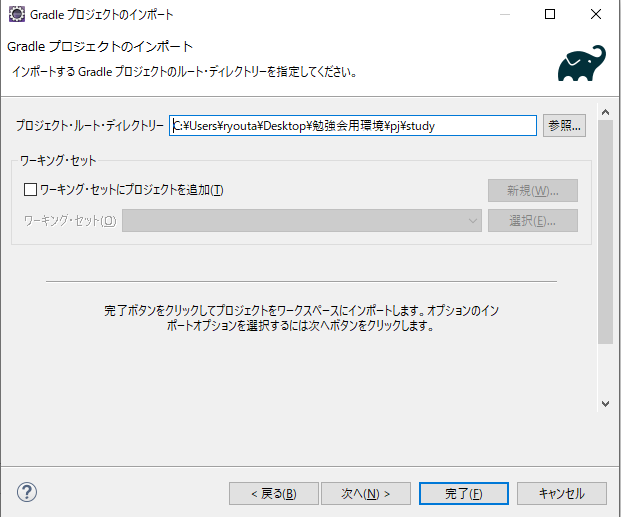 Gradle プロジェクトのインポート
Gradle プロジェクトのインポート
インポートする Gradle プロジェクトのルート・ディレクトリーを指定してください。
プロジェクト・ルート・ディレクトリー C:¥Users¥ryouta¥Desktop¥勉強会用環境¥pj¥study 参照...
ワーキング・セット
ワーキング・セットにプロジェクトを追加(T) 新規(W)...
ワーキング・セット(O) 選択(E)...
完了ボタンをクリックしてプロジェクトをワークスペースにインポートします。オプションのイン
ポートオプションを選択するには次へボタンをクリックします。
? < 戻る(B) 次へ(N) > 完了(F) キャンセル